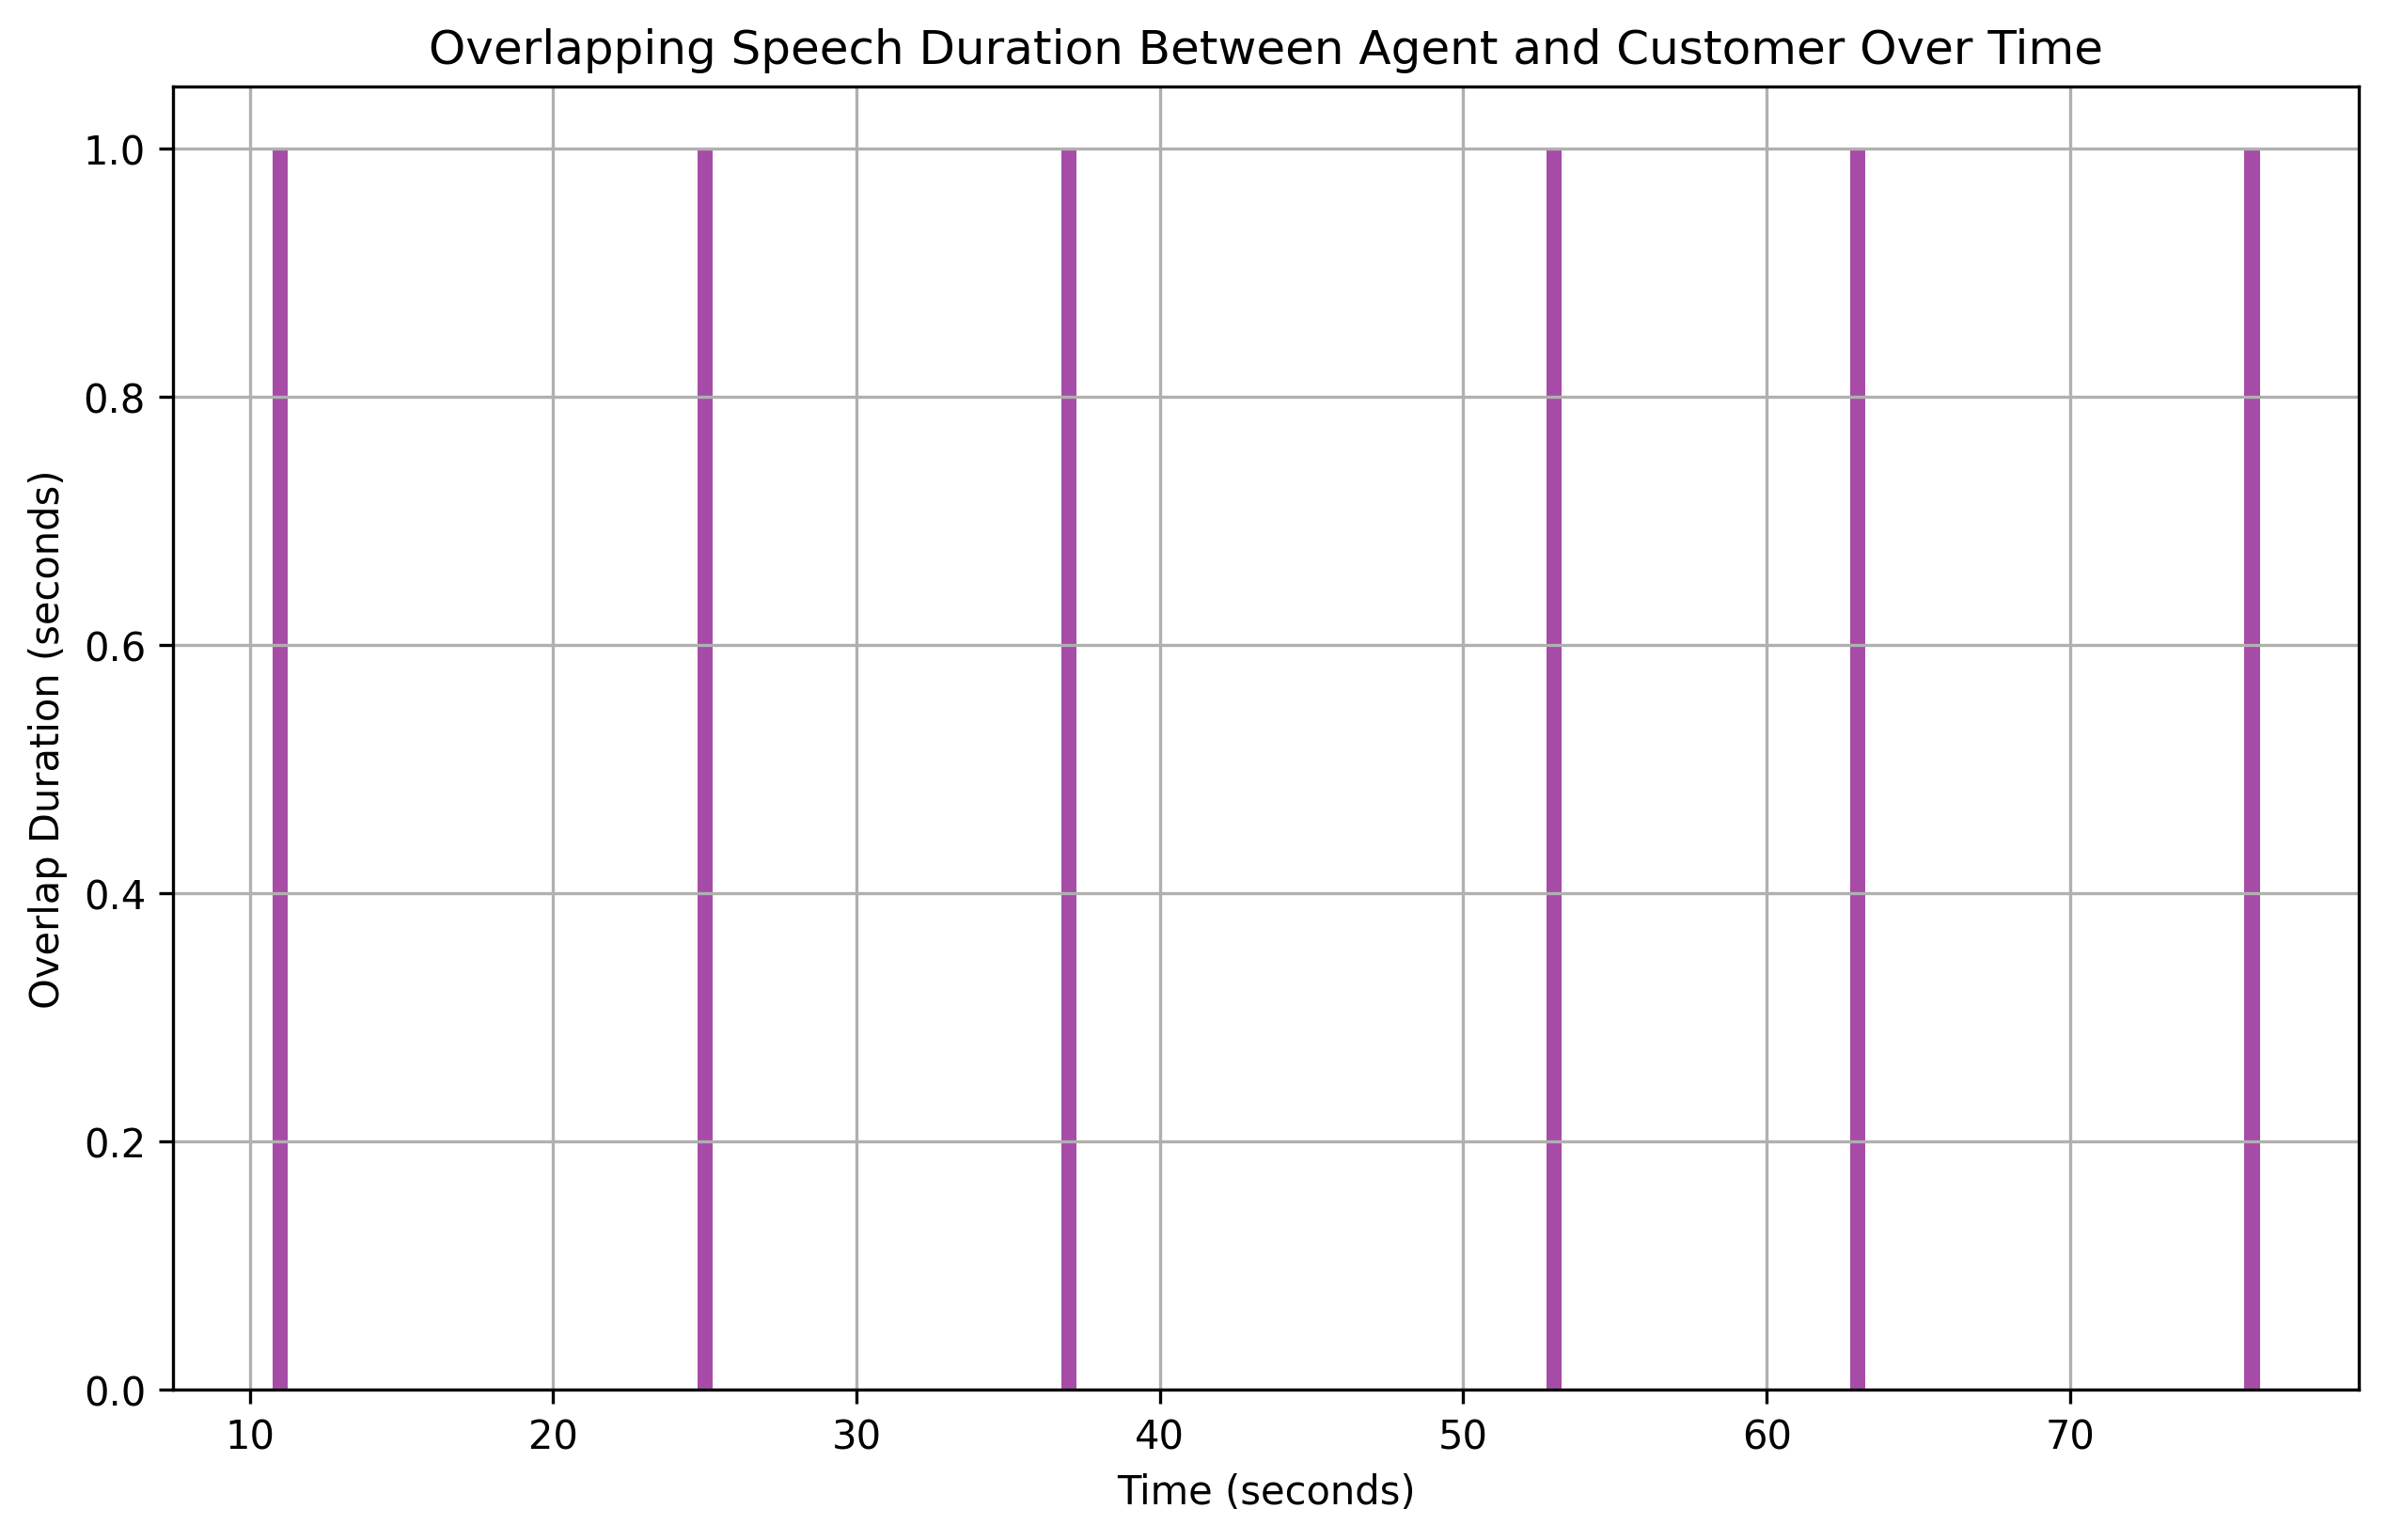 Overlapping Speech Duration Between Agent and Customer Over Time
Overlap Duration (seconds)
1.0
0.8
0.6
0.4
0.2
0.0
10 20 30 40 50 60 70
Time (seconds)